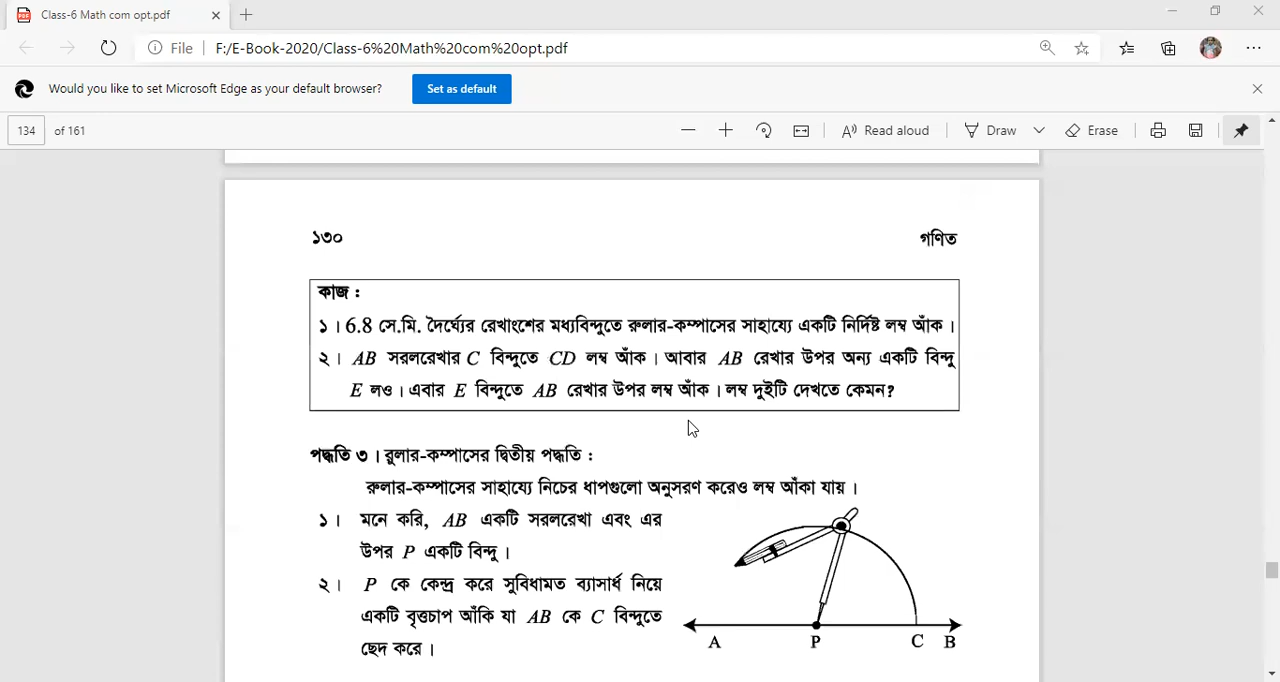 Class-6 Math com opt.pdf
File F:/E-Book-2020/Class-6%20Math%20com%20opt.pdf
Would you like to set Microsoft Edge as your default browser? Set as default
134 of 161 Read aloud Draw Erase
১৩০ গণিত
কাজ :
১। 6.8 সে.মি. দৈর্ঘ্যের রেখাংশের মধ্যবিন্দুতে রুলার-কম্পাসের সাহায্যে একটি নির্দিষ্ট লম্ব আঁক।
২। AB সরলরেখার C বিন্দুতে CD লম্ব আঁক। আবার AB রেখার উপর অন্য একটি বিন্দু
E লও। এবার E বিন্দুতে AB রেখার উপর লম্ব আঁক। লম্ব দুইটি দেখতে কেমন?
পদ্ধতি ৩। রুলার-কম্পাসের দ্বিতীয় পদ্ধতি :
রুলার-কম্পাসের সাহায্যে নিচের ধাপগুলো অনুসরণ করেও লম্ব আঁকা যায়।
১। মনে করি, AB একটি সরলরেখা এবং এর
উপর P একটি বিন্দু।
২। P কে কেন্দ্র করে সুবিধামত ব্যাসার্ধ নিয়ে
একটি বৃত্তচাপ আঁকি যা AB কে C বিন্দুতে
ছেদ করে।
A P C B